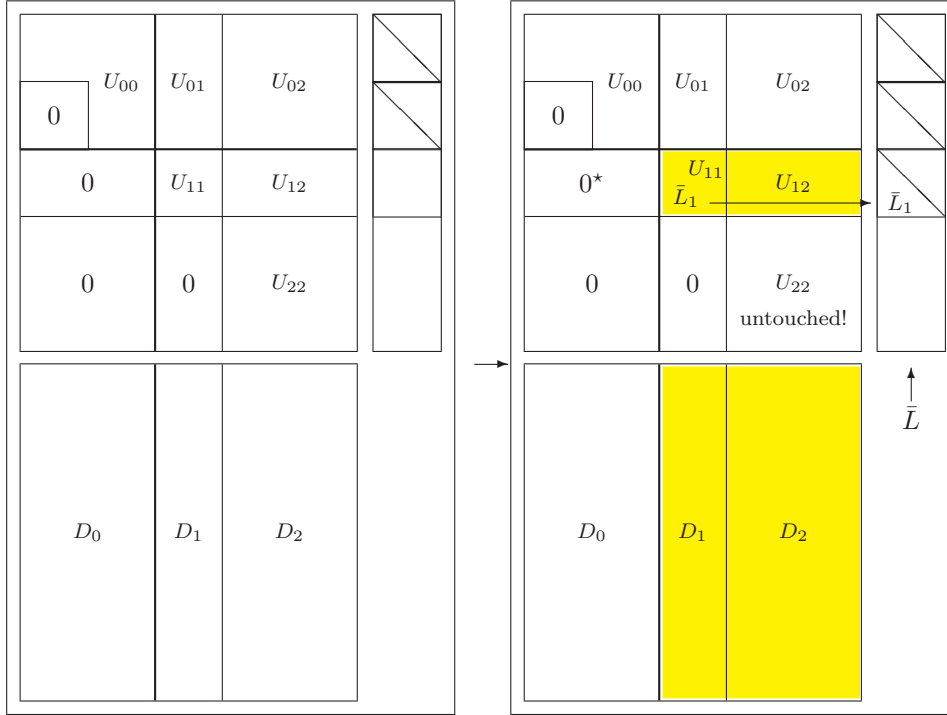 U₀₀ U₀₁ U₀₂
0
0 U₁₁ U₁₂
0 0 U₂₂
D₀ D₁ D₂
U₀₀ U₀₁ U₀₂
0
0⋆ U₁₁ U₁₂
L̄₁ L̄₁
0 0 U₂₂
untouched!
L̄
D₀ D₁ D₂